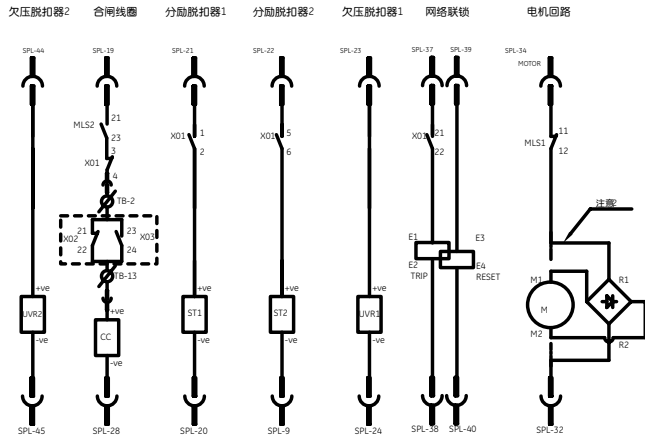 欠压脱扣器2 合闸线圈 分励脱扣器1 分励脱扣器2 欠压脱扣器1 网络联锁 电机回路
SPL-44 SPL-19 SPL-21 SPL-22 SPL-23 SPL-37 SPL-39 SPL-34
MOTOR
21
MLS2
23
3
X01
4
TB-2
21 23
X02 X03
22 24
TB-13
1
X01
2
5
X01
6
21
X01
22
11
MLS1
12
注意2
E1 E3
E2 E4
TRIP RESET
M1 R1
M
M2 R2
+ve +ve +ve +ve +ve
UVR2 CC ST1 ST2 UVR1
-ve -ve -ve -ve -ve
SPL-45 SPL-28 SPL-20 SPL-9 SPL-24 SPL-38 SPL-40 SPL-32